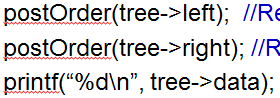 postOrder(tree->left); //Re
postOrder(tree->right); //R
printf(“%d\n”, tree->data);